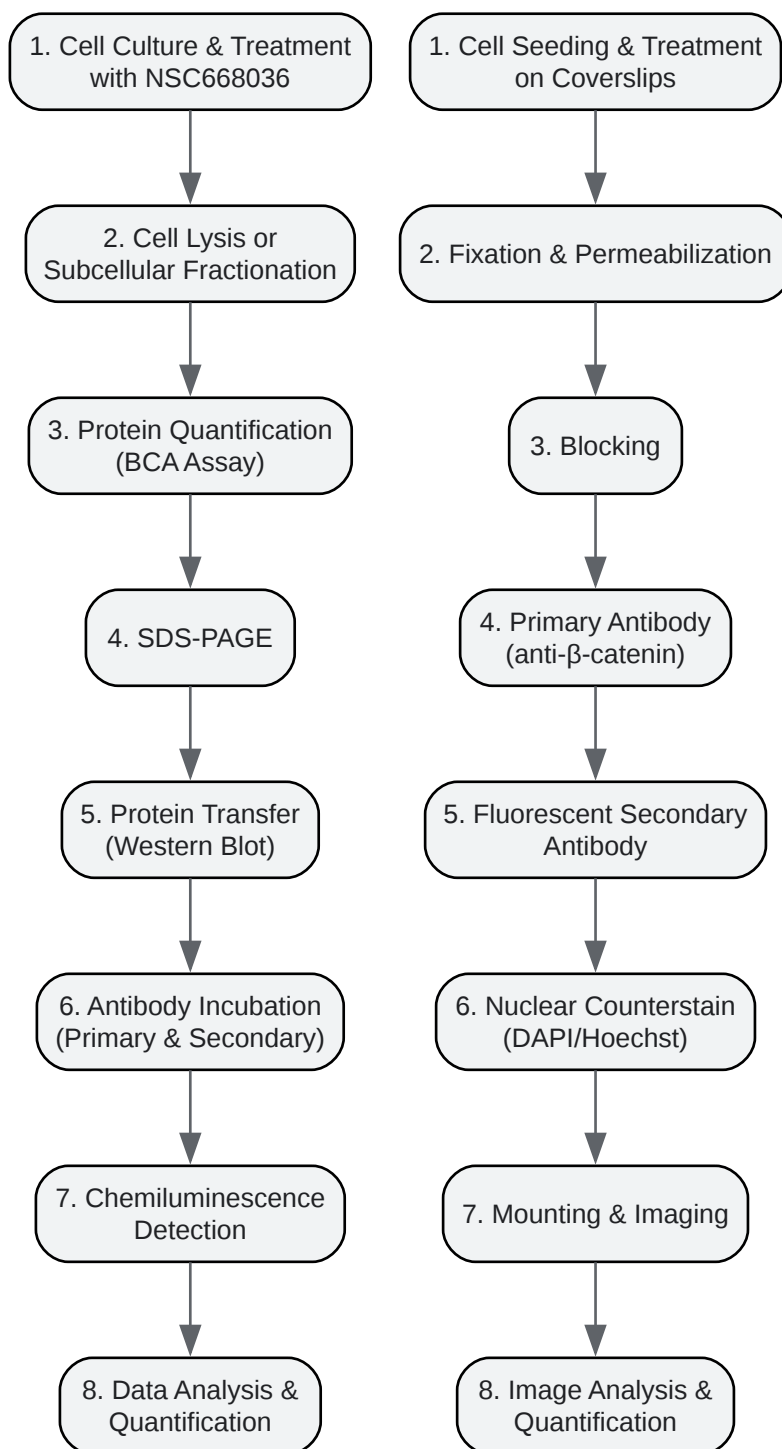 1. Cell Culture & Treatment
with NSC668036
2. Cell Lysis or
Subcellular Fractionation
3. Protein Quantification
(BCA Assay)
4. SDS-PAGE
5. Protein Transfer
(Western Blot)
6. Antibody Incubation
(Primary & Secondary)
7. Chemiluminescence
Detection
8. Data Analysis &
Quantification
1. Cell Seeding & Treatment
on Coverslips
2. Fixation & Permeabilization
3. Blocking
4. Primary Antibody
(anti-β-catenin)
5. Fluorescent Secondary
Antibody
6. Nuclear Counterstain
(DAPI/Hoechst)
7. Mounting & Imaging
8. Image Analysis &
Quantification